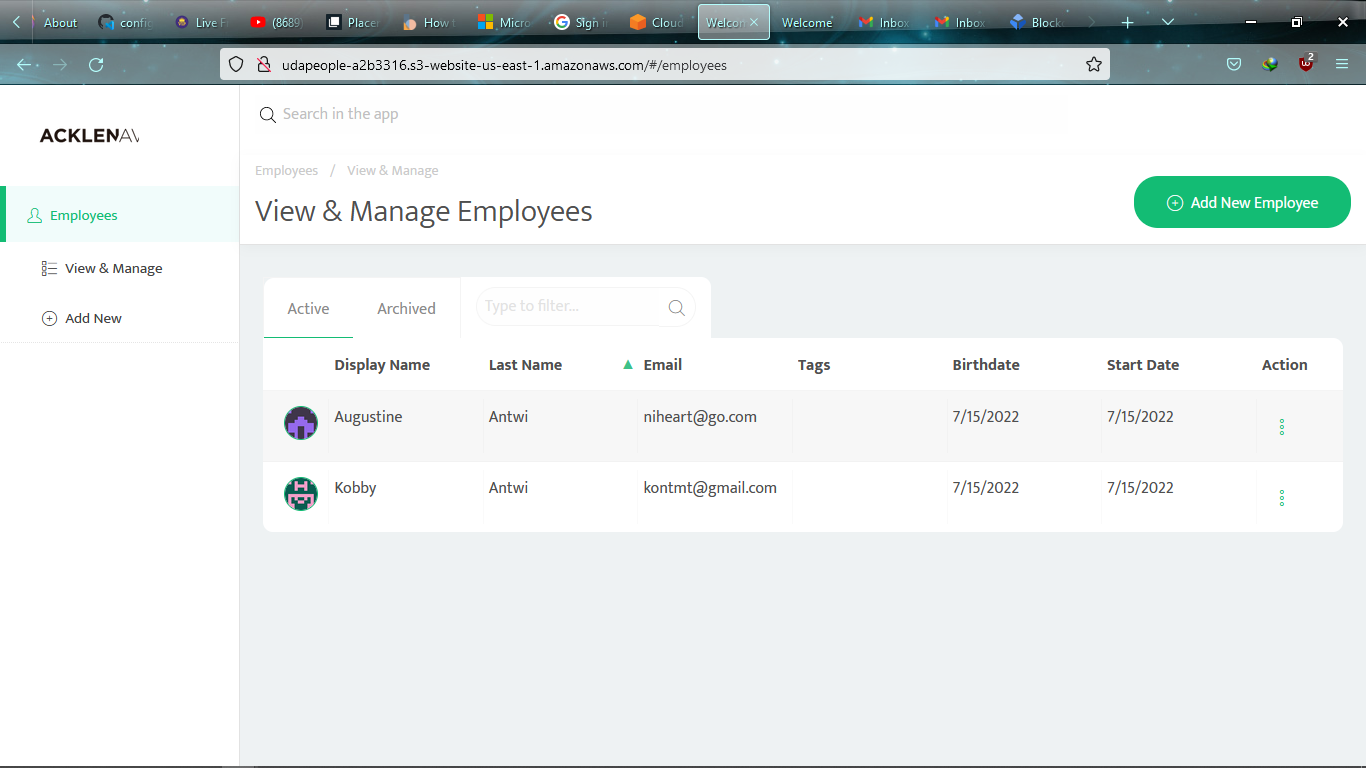 About config Live F (8689) Placer How t Micro Sign i Cloud Welcon Welcome Inbox Inbox Block
udapeople-a2b3316.s3-website-us-east-1.amazonaws.com/#/employees
2
ACKLENAV
Search in the app
Employees / View & Manage
View & Manage Employees
Add New Employee
Employees
View & Manage
Add New
Active Archived Type to filter...
Display Name Last Name Email Tags Birthdate Start Date Action
Augustine Antwi niheart@go.com 7/15/2022 7/15/2022
Kobby Antwi kontmt@gmail.com 7/15/2022 7/15/2022